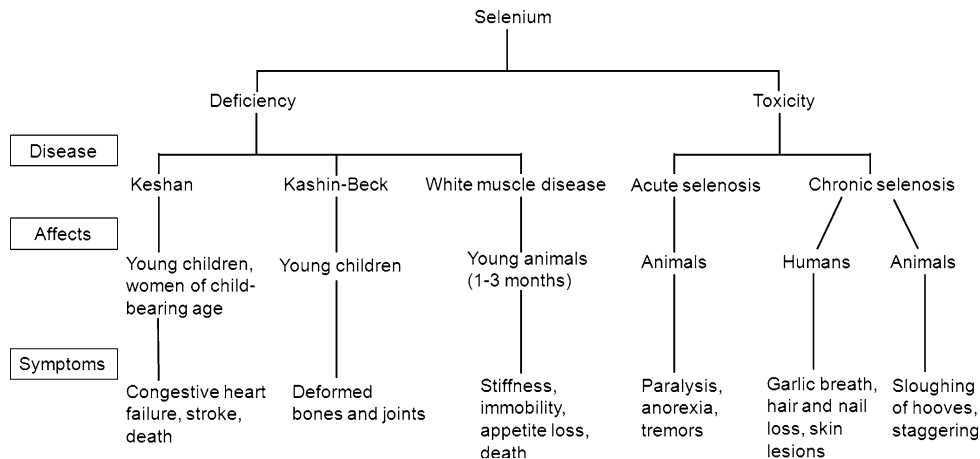 Selenium
Deficiency
Toxicity
Disease
Keshan
Kashin-Beck
White muscle disease
Acute selenosis
Chronic selenosis
Affects
Young children,
women of child-
bearing age
Young children
Young animals
(1-3 months)
Animals
Humans
Animals
Symptoms
Congestive heart
failure, stroke,
death
Deformed
bones and joints
Stiffness,
immobility,
appetite loss,
death
Paralysis,
anorexia,
tremors
Garlic breath,
hair and nail
loss, skin
lesions
Sloughing
of hooves,
staggering